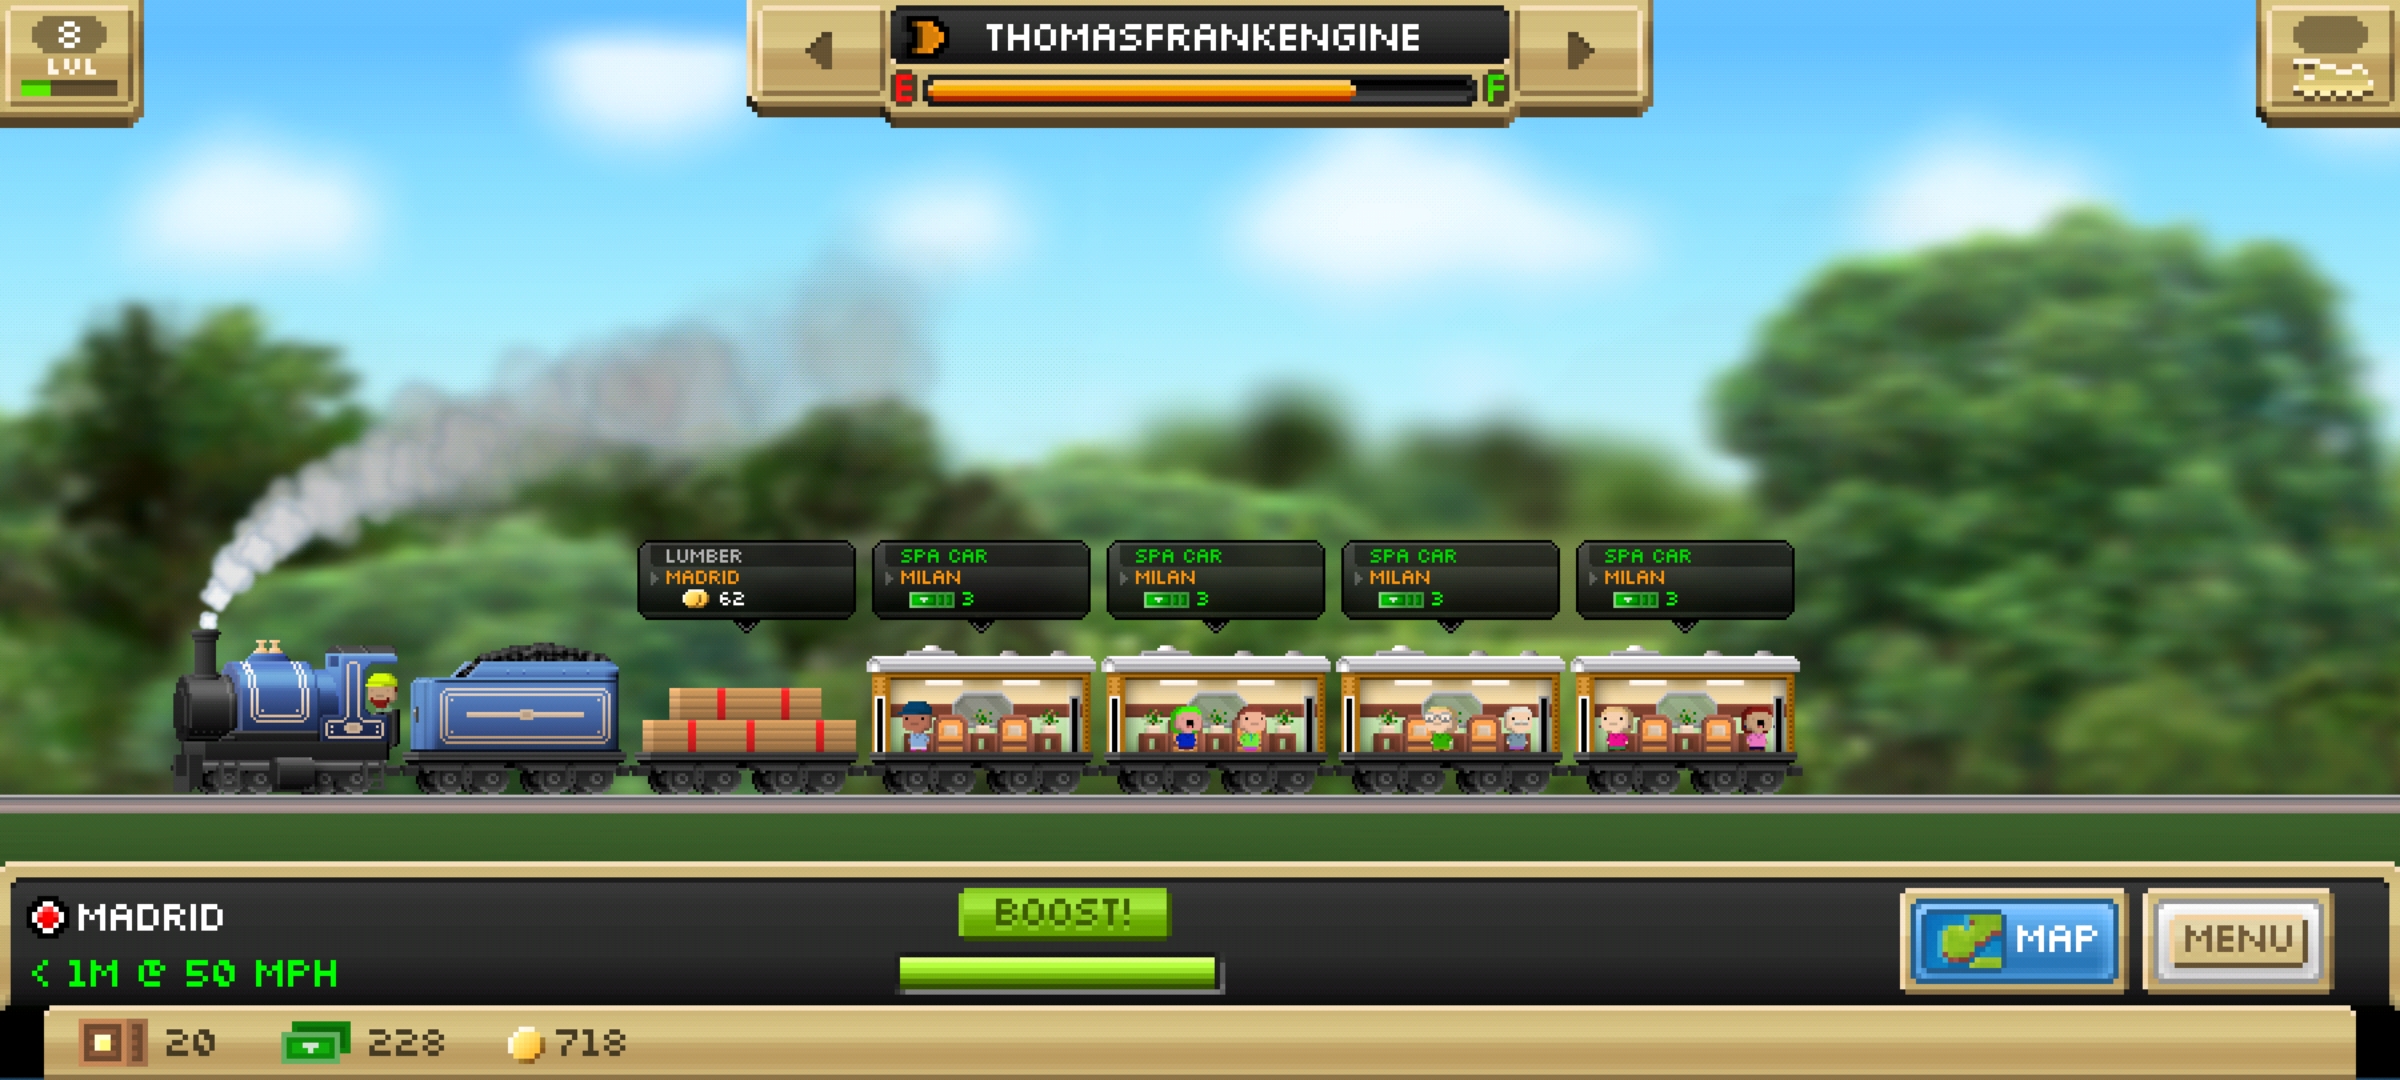 8
LVL
THOMASFRANKENGINE
E F
LUMBER
MADRID
62
SPA CAR
MILAN
3
SPA CAR
MILAN
3
SPA CAR
MILAN
3
SPA CAR
MILAN
3
MADRID
< 1M @ 50 MPH
BOOST!
MAP
MENU
20 228 718